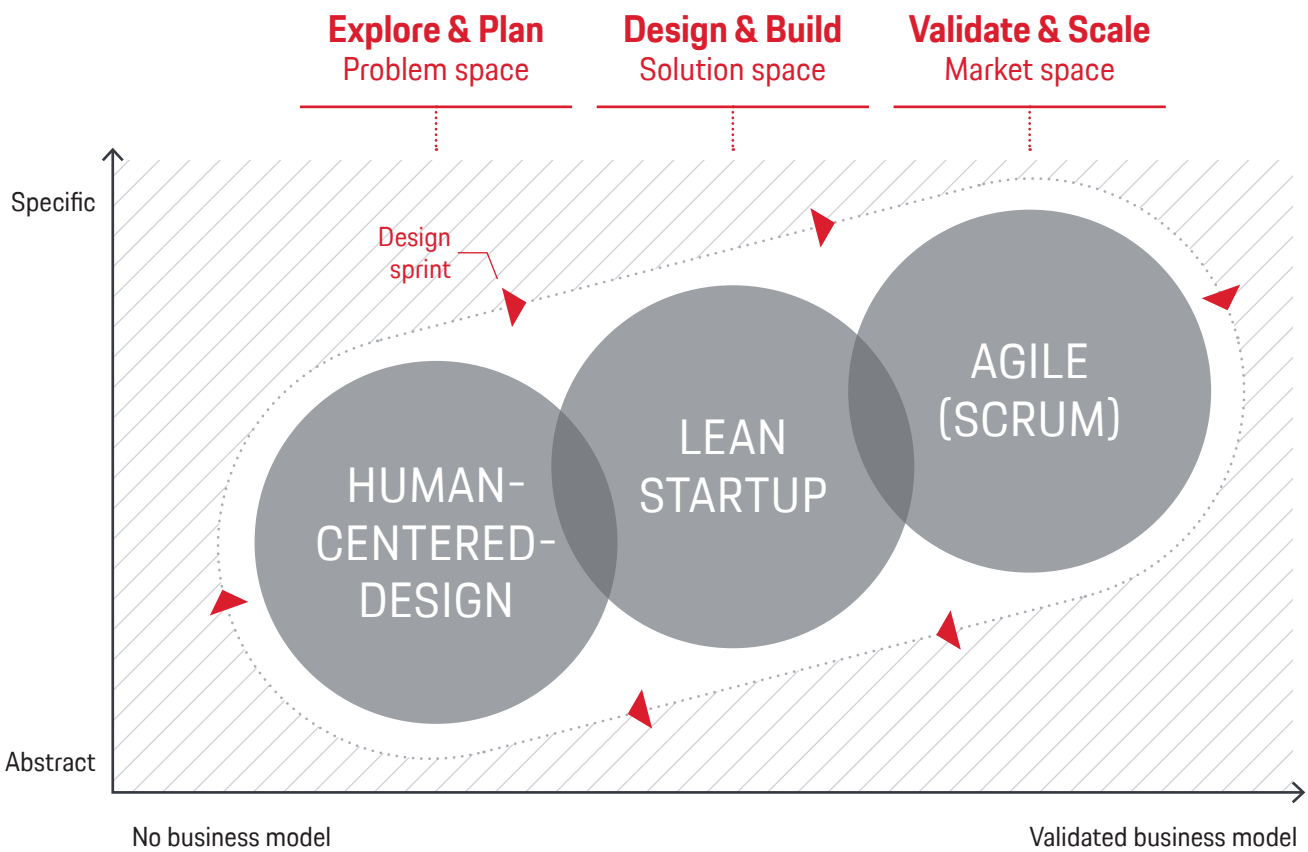 Explore & Plan
Problem space
Design & Build
Solution space
Validate & Scale
Market space
Specific
Design
sprint
AGILE
(SCRUM)
LEAN
STARTUP
HUMAN-
CENTERED-
DESIGN
Abstract
No business model
Validated business model